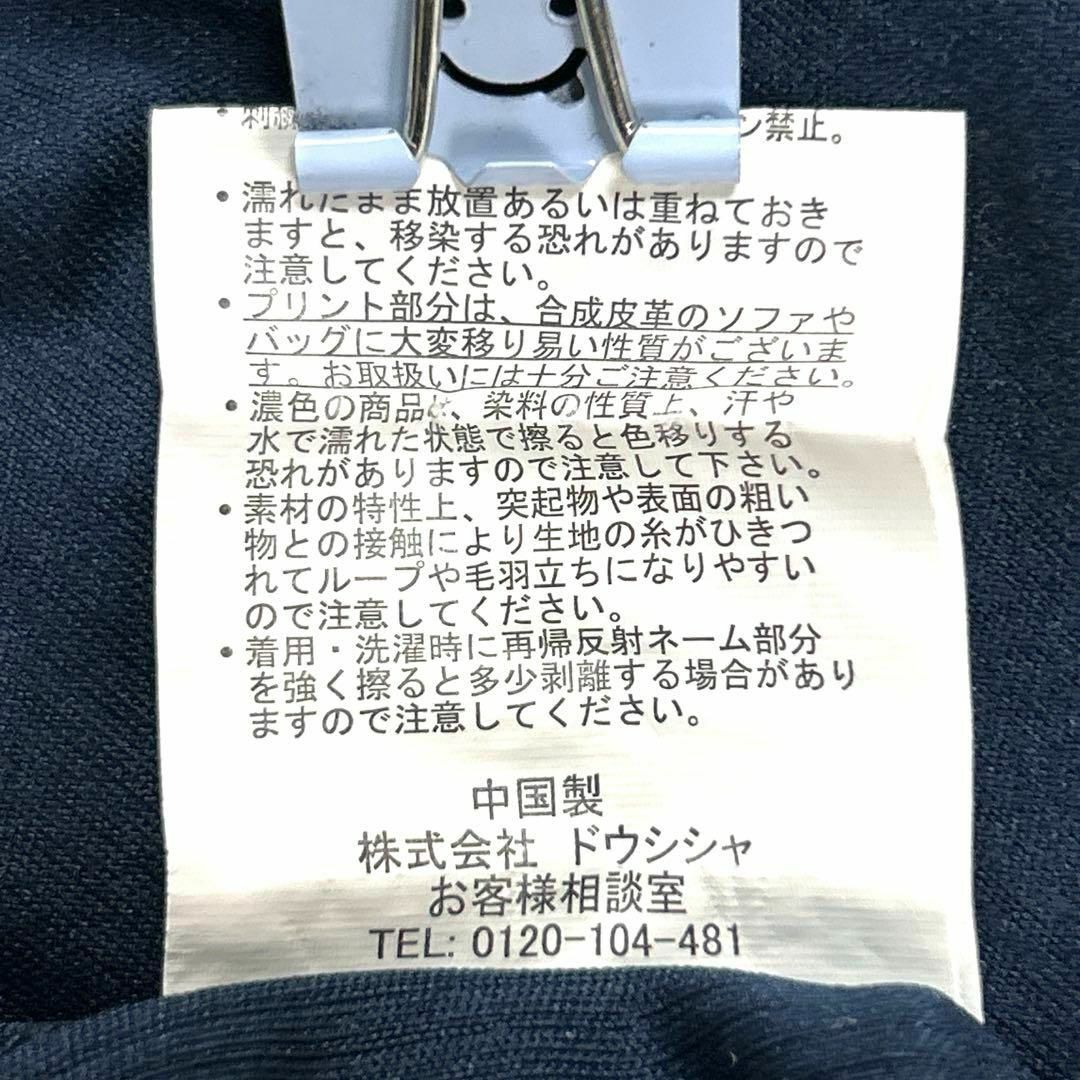 ン禁止。
・濡れたまま放置あるいは重ねておき
ますと、移染する恐れがありますので
注意してください。
・プリント部分は、合成皮革のソファや
バッグに大変移り易い性質がございま
す。お取扱いには十分ご注意ください。
・濃色の商品は、染料の性質上、汗や
水で濡れた状態で擦ると色移りする
恐れがありますので注意して下さい。
・素材の特性上、突起物や表面の粗い
物との接触により生地の糸がひきつ
れてループや毛羽立ちになりやすい
ので注意してください。
・着用・洗濯時に再帰反射ネーム部分
を強く擦ると多少剥離する場合があり
ますので注意してください。
中国製
株式会社 ドウシシャ
お客様相談室
TEL: 0120-104-481